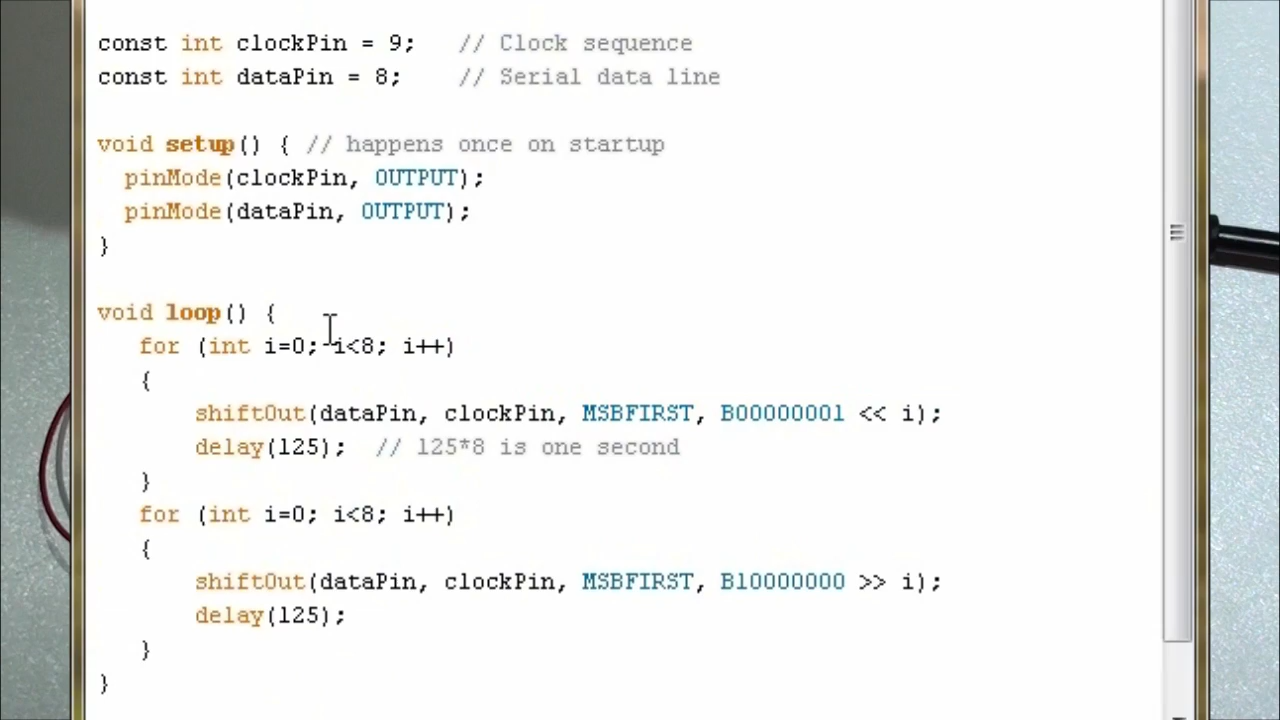 const int clockPin = 9;   // Clock sequence
const int dataPin = 8;    // Serial data line
void setup() { // happens once on startup
  pinMode(clockPin, OUTPUT);
  pinMode(dataPin, OUTPUT);
}
void loop() {
   for (int i=0; i<8; i++)
   {
       shiftOut(dataPin, clockPin, MSBFIRST, B00000001 << i);
       delay(125);  // 125*8 is one second
   }
   for (int i=0; i<8; i++)
   {
       shiftOut(dataPin, clockPin, MSBFIRST, B10000000 >> i);
       delay(125);
   }
}